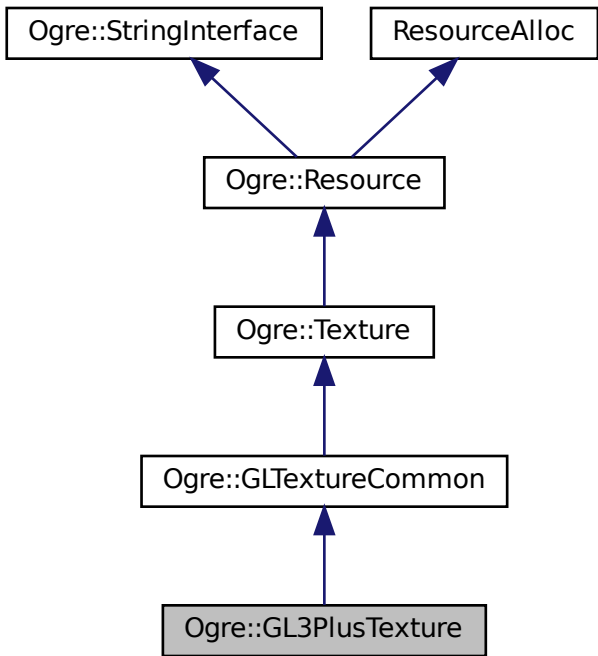 Ogre::StringInterface
ResourceAlloc
Ogre::Resource
Ogre::Texture
Ogre::GLTextureCommon
Ogre::GL3PlusTexture